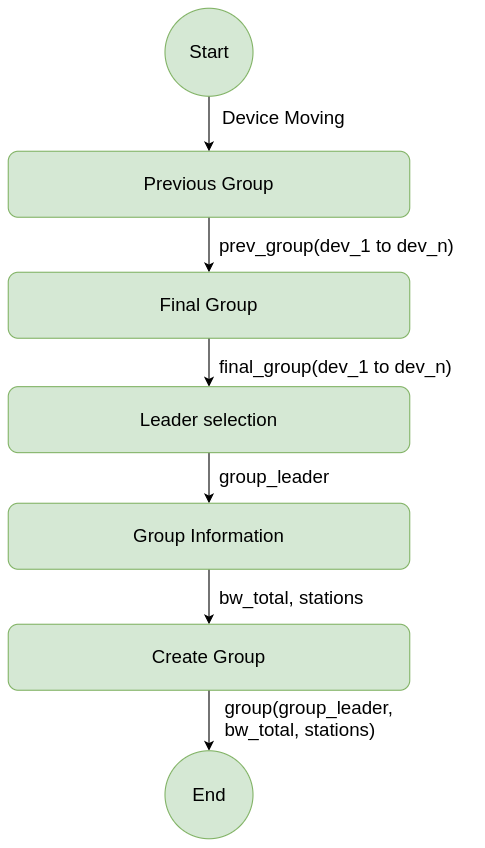 Start
Device Moving
Previous Group
prev_group(dev_1 to dev_n)
Final Group
final_group(dev_1 to dev_n)
Leader selection
group_leader
Group Information
bw_total, stations
Create Group
group(group_leader,
bw_total, stations)
End